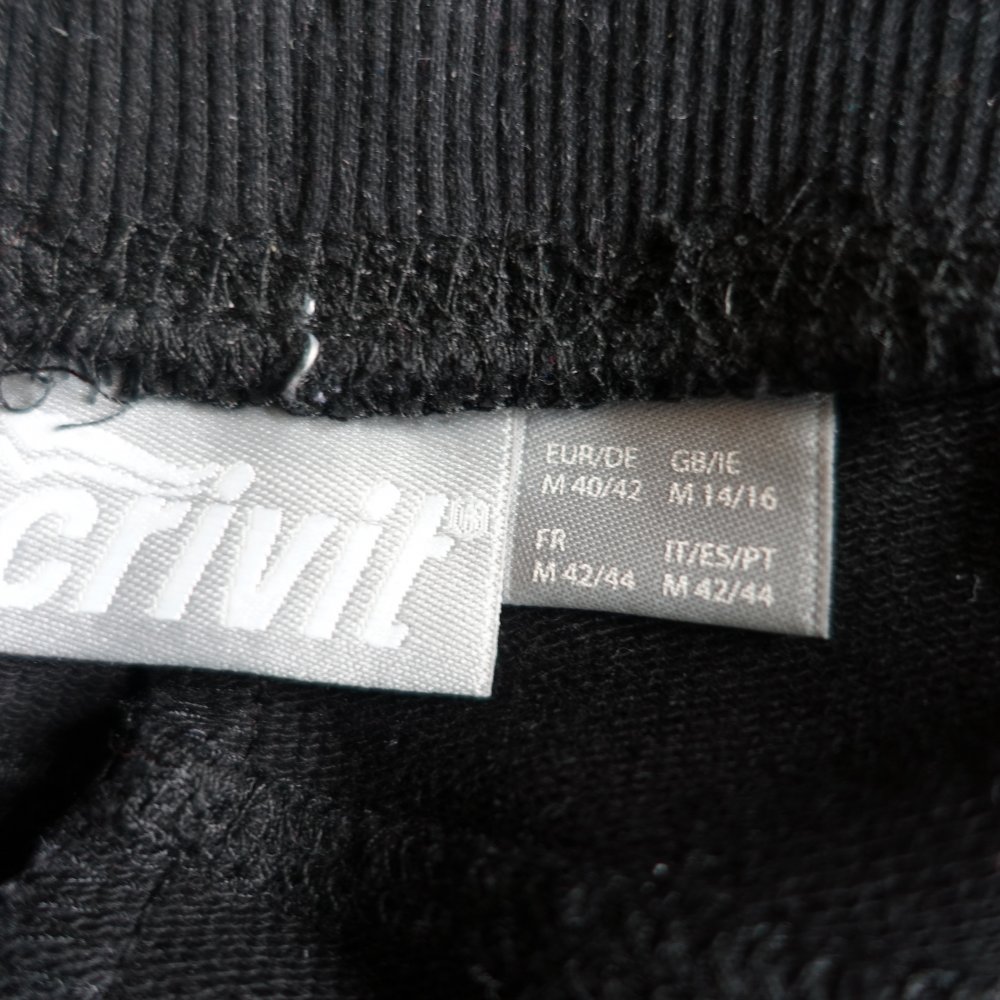 crivit
EUR/DE GB/IE
M 40/42 M 14/16
FR IT/ES/PT
M 42/44 M 42/44